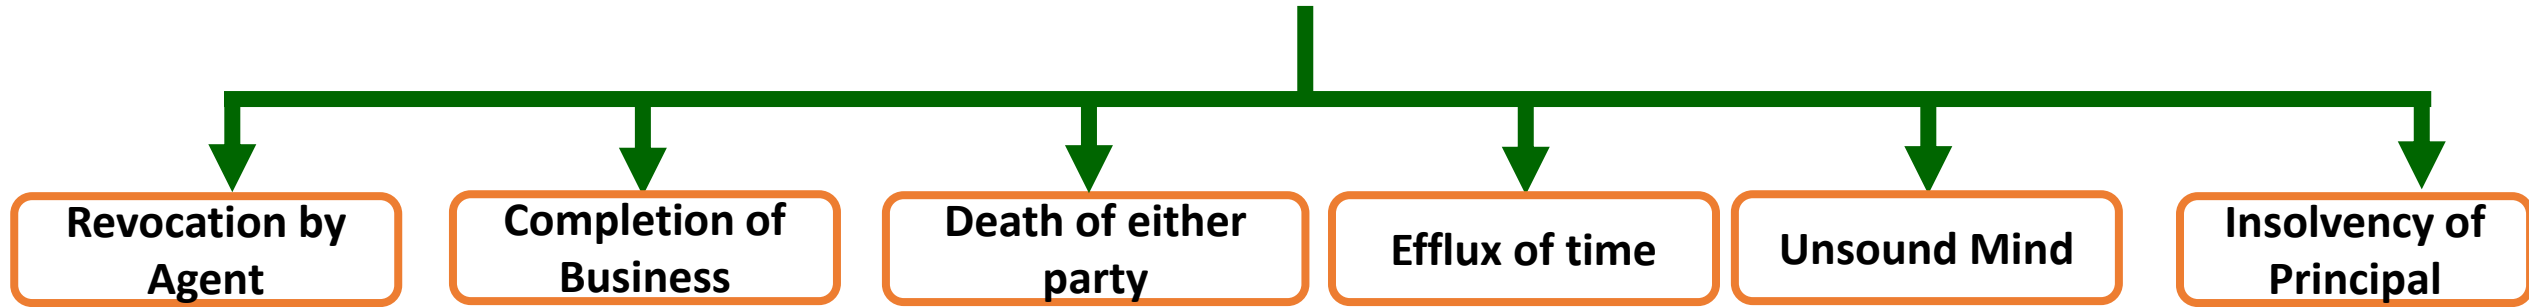 Revocation by
Agent
Completion of
Business
Death of either
party
Efflux of time
Unsound Mind
Insolvency of
Principal